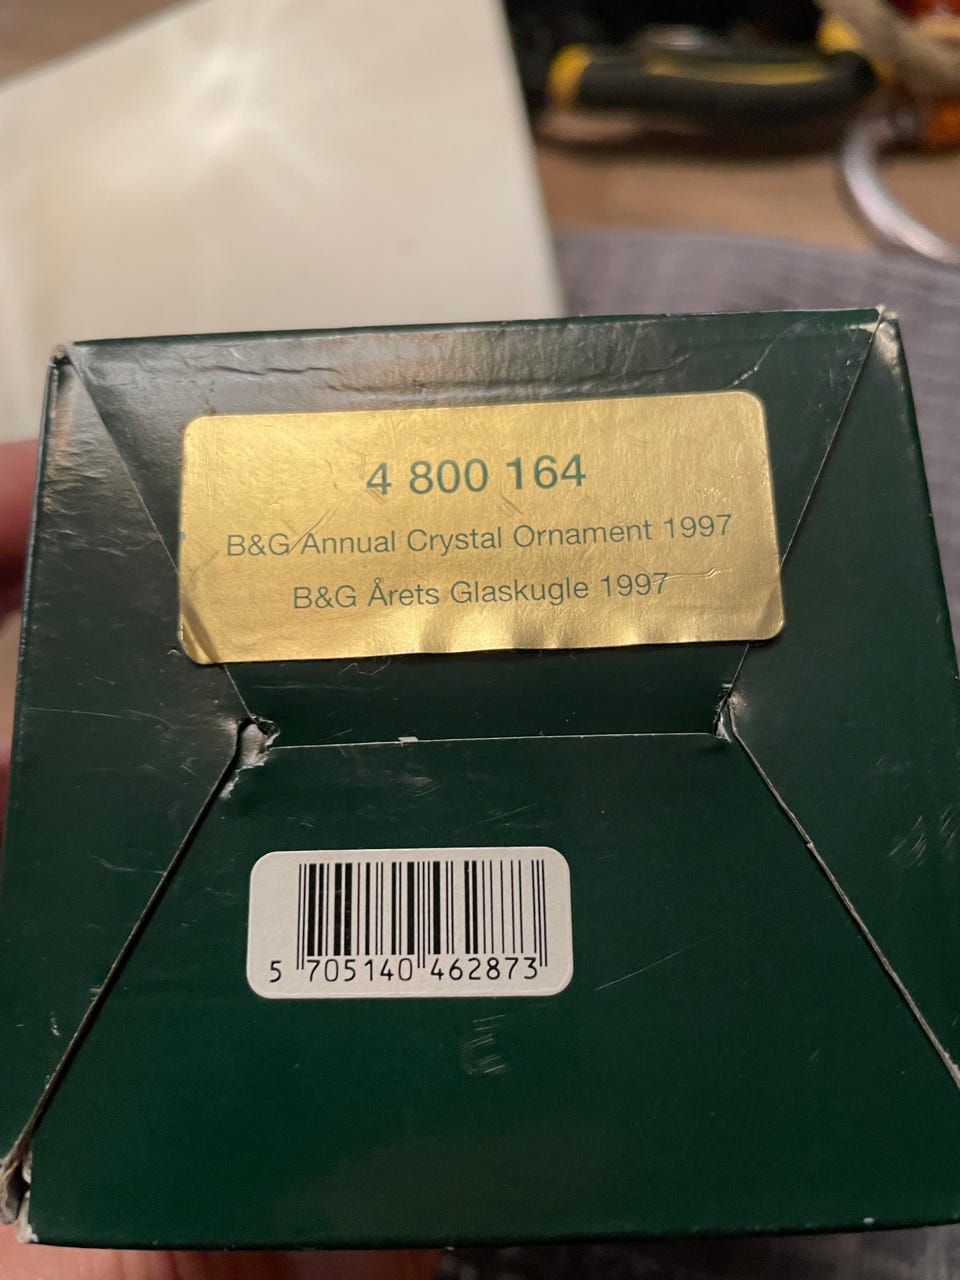 4 800 164
B&G Annual Crystal Ornament 1997
B&G Årets Glaskugle 1997
5 705140 462873